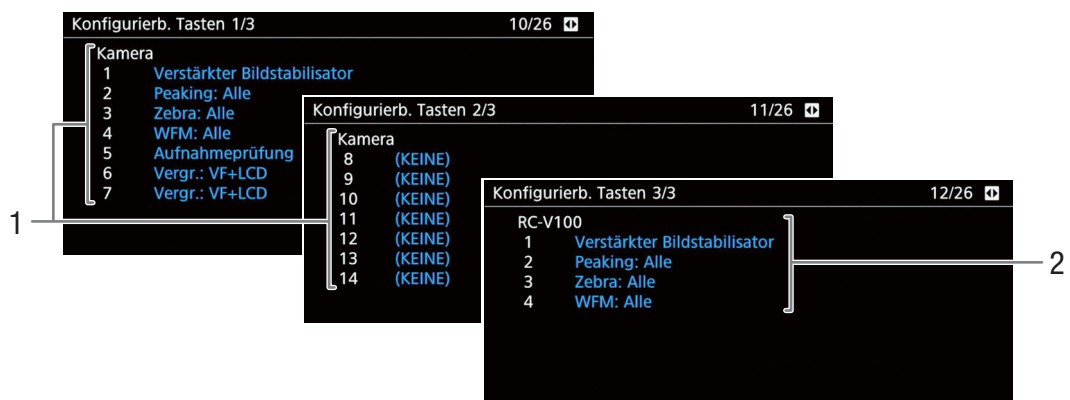 Konfigurierb. Tasten 1/3 10/26
Kamera
1 Verstärkter Bildstabilisator
2 Peaking: Alle
3 Zebra: Alle
4 WFM: Alle
5 Aufnahmeprüfung
6 Vergr.: VF+LCD
7 Vergr.: VF+LCD
1
Konfigurierb. Tasten 2/3 11/26
Kamera
8 (KEINE)
9 (KEINE)
10 (KEINE)
11 (KEINE)
12 (KEINE)
13 (KEINE)
14 (KEINE)
Konfigurierb. Tasten 3/3 12/26
RC-V100
1 Verstärkter Bildstabilisator
2 Peaking: Alle
3 Zebra: Alle
4 WFM: Alle
2